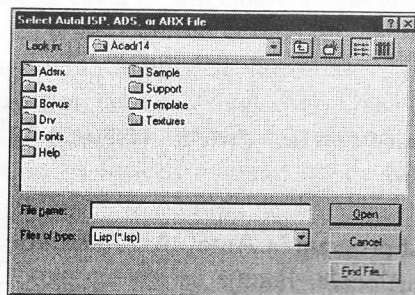 Select AutoLISP, ADS, or ARX File
Look in: Acadr14
Adsrx
Ase
Bonus
Drv
Fonts
Help
Sample
Support
Template
Textures
File name:
Open
Files of type: Lisp (*.lsp)
Cancel
Find File...